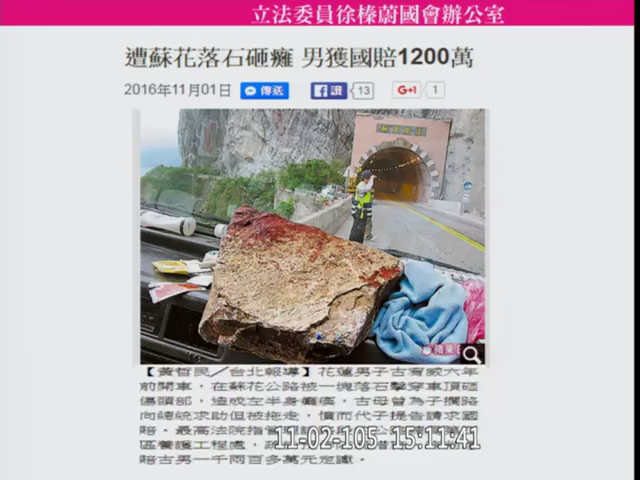 立法委員徐榛蔚國會辦公室
遭蘇花落石砸癱 男獲國賠1200萬
2016年11月01日 傳送 讚 13 G+1 1
蘋果日
【黃哲民／台北報導】花蓮男子古宥威六年
前開車，在蘇花公路被一塊落石擊穿車頂砸
傷頭部，造成左半身癱瘓，古母曾為子攔路
向總統求助但被拖走，憤而代子提告請求國
賠。最高法院指管
區養護工程處，
賠古男一千兩百多萬元定讞。
11-02-105 15:11:41